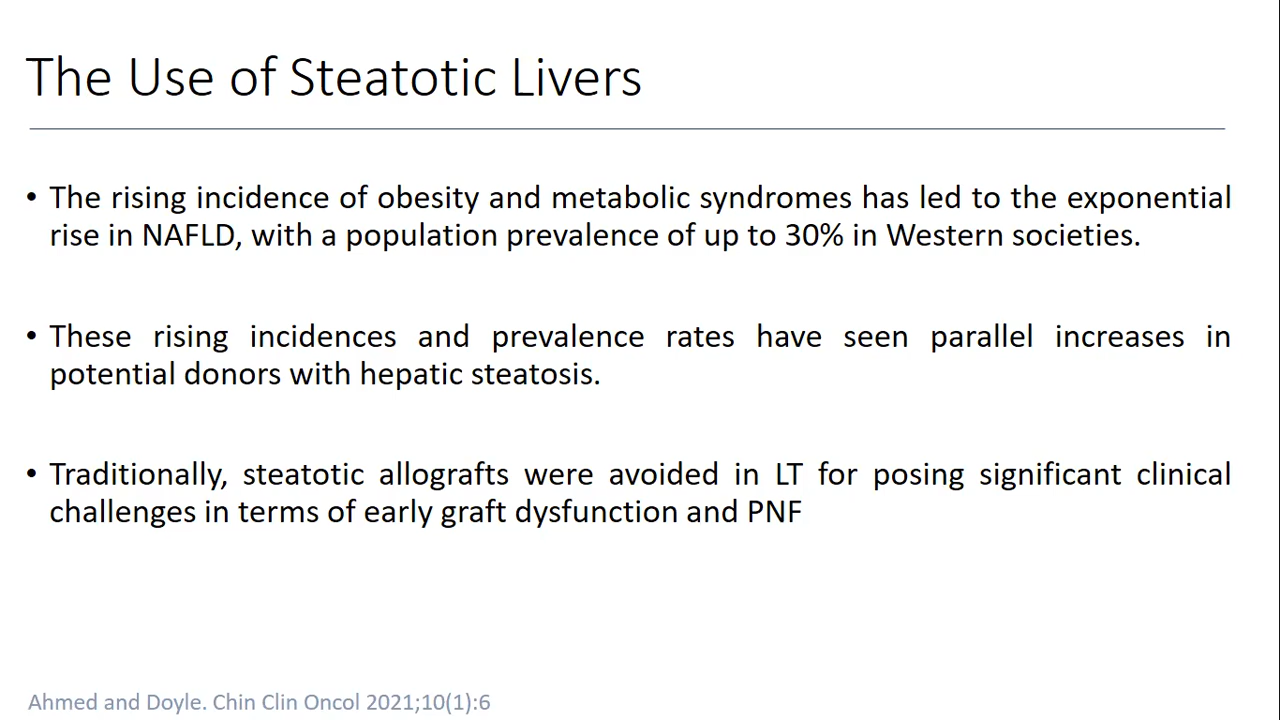 The Use of Steatotic Livers
• The rising incidence of obesity and metabolic syndromes has led to the exponential
rise in NAFLD, with a population prevalence of up to 30% in Western societies.
• These rising incidences and prevalence rates have seen parallel increases in
potential donors with hepatic steatosis.
• Traditionally, steatotic allografts were avoided in LT for posing significant clinical
challenges in terms of early graft dysfunction and PNF
Ahmed and Doyle. Chin Clin Oncol 2021;10(1):6